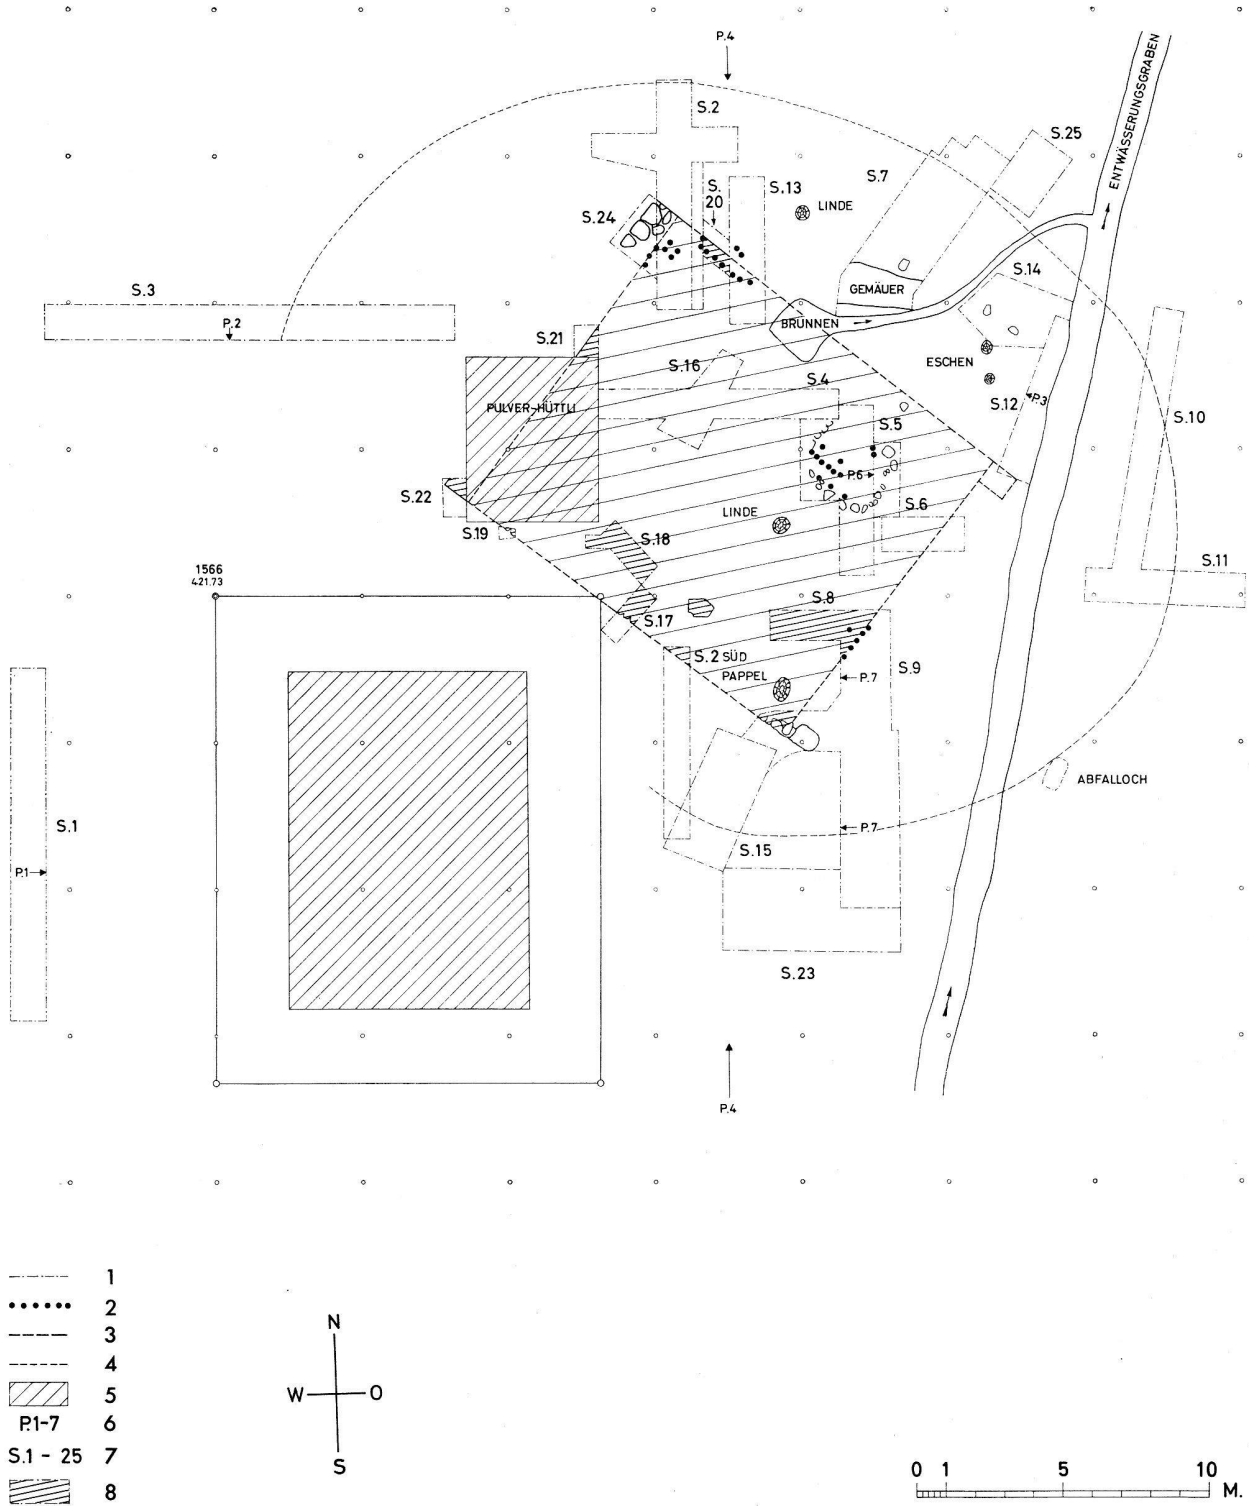 P.4
S.2
S.25
ENTWÄSSERUNGSGRABEN
S.7
S.
20
S.13
LINDE
S.24
S.14
GEMÄUER
S.3
P.2
BRUNNEN
S.21
S.16
S.4
ESCHEN
PULVER-HÜTTLI
S.5
S.12
P.3
S.10
P.6
S.22
S.6
LINDE
S.19
S.18
S.11
1566
421.73
S.8
S.17
S.2 SÜD
S.9
PAPPEL
P.7
ABFALLOCH
S.1
P.7
S.15
P.1
S.23
P.4
1
2
3
4
5
P.1-7 6
S.1 - 25 7
8
N
W O
S
0 1 5 10
M.